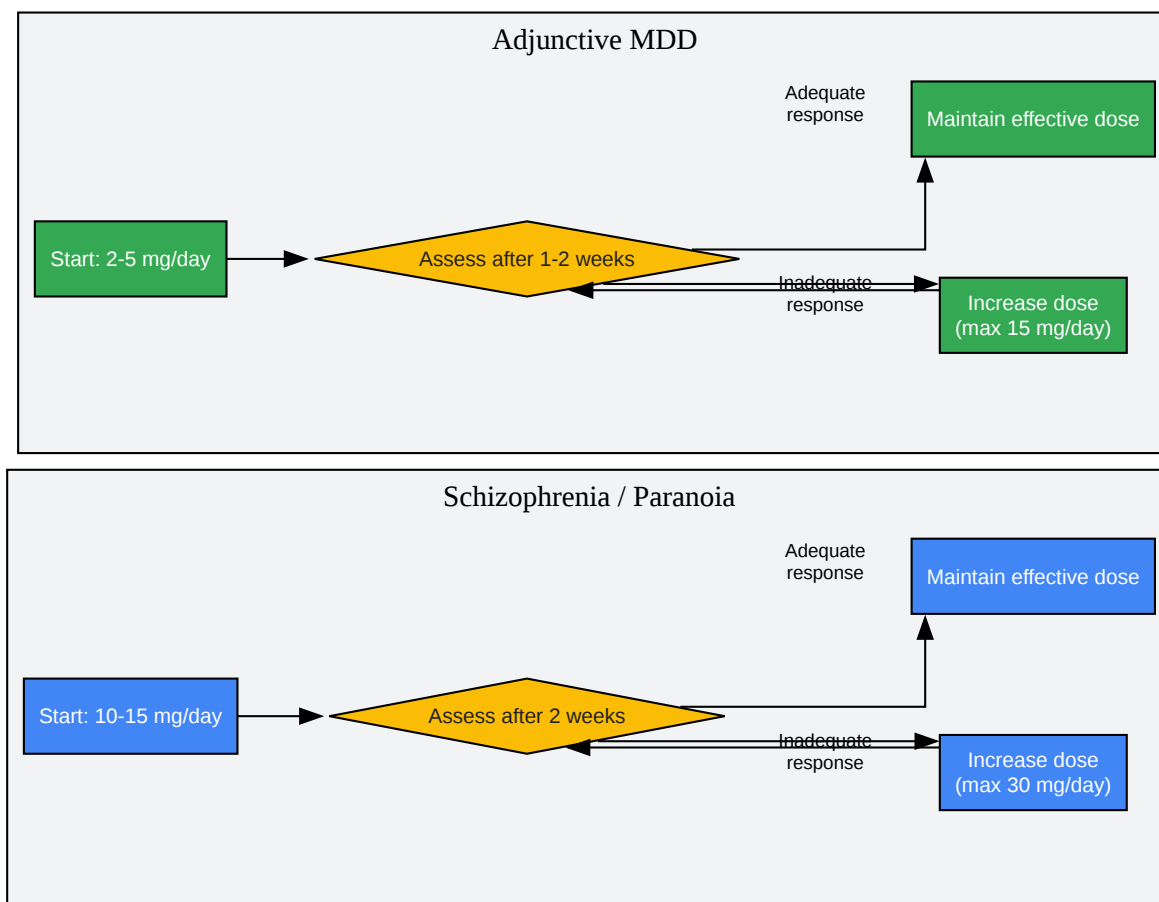 Adjunctive MDD
Adequate
response
Maintain effective dose
Start: 2-5 mg/day
Assess after 1-2 weeks
Inadequate
response
Increase dose
(max 15 mg/day)
Schizophrenia / Paranoia
Adequate
response
Maintain effective dose
Start: 10-15 mg/day
Assess after 2 weeks
Inadequate
response
Increase dose
(max 30 mg/day)